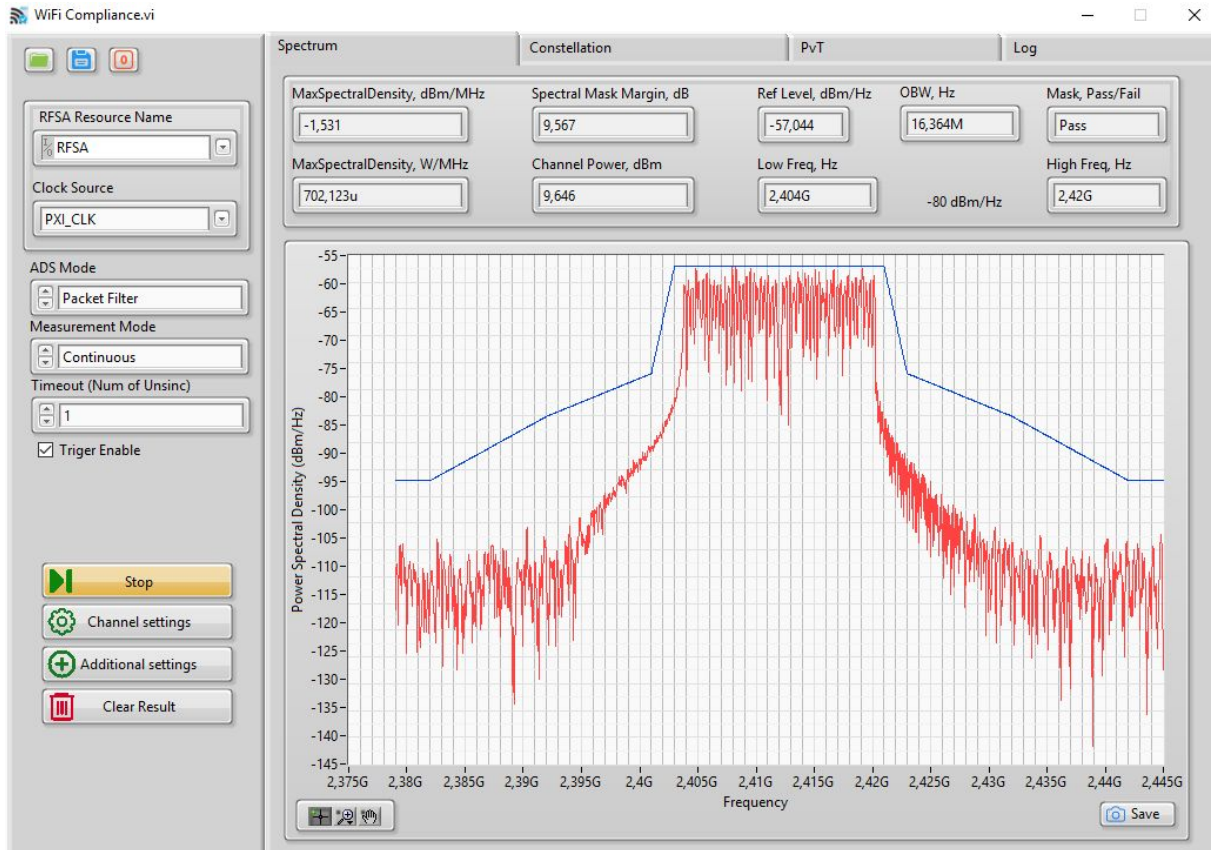 WiFi Compliance.vi
Spectrum
Constellation
PvT
Log
RFSA Resource Name
RFSA
Clock Source
PXI_CLK
ADS Mode
Packet Filter
Measurement Mode
Continuous
Timeout (Num of Unsinc)
1
Triger Enable
Stop
Channel settings
Additional settings
Clear Result
MaxSpectralDensity, dBm/MHz
-1,531
Spectral Mask Margin, dB
9,567
Ref Level, dBm/Hz
-57,044
OBW, Hz
16,364M
Mask, Pass/Fail
Pass
MaxSpectralDensity, W/MHz
702,123u
Channel Power, dBm
9,646
Low Freq, Hz
2,404G
-80 dBm/Hz
High Freq, Hz
2,42G
Power Spectral Density (dBm/Hz)
-55
-60
-65
-70
-75
-80
-85
-90
-95
-100
-105
-110
-115
-120
-125
-130
-135
-140
-145
2,375G 2,38G 2,385G 2,39G 2,395G 2,4G 2,405G 2,41G 2,415G 2,42G 2,425G 2,43G 2,435G 2,44G 2,445G
Frequency
Save